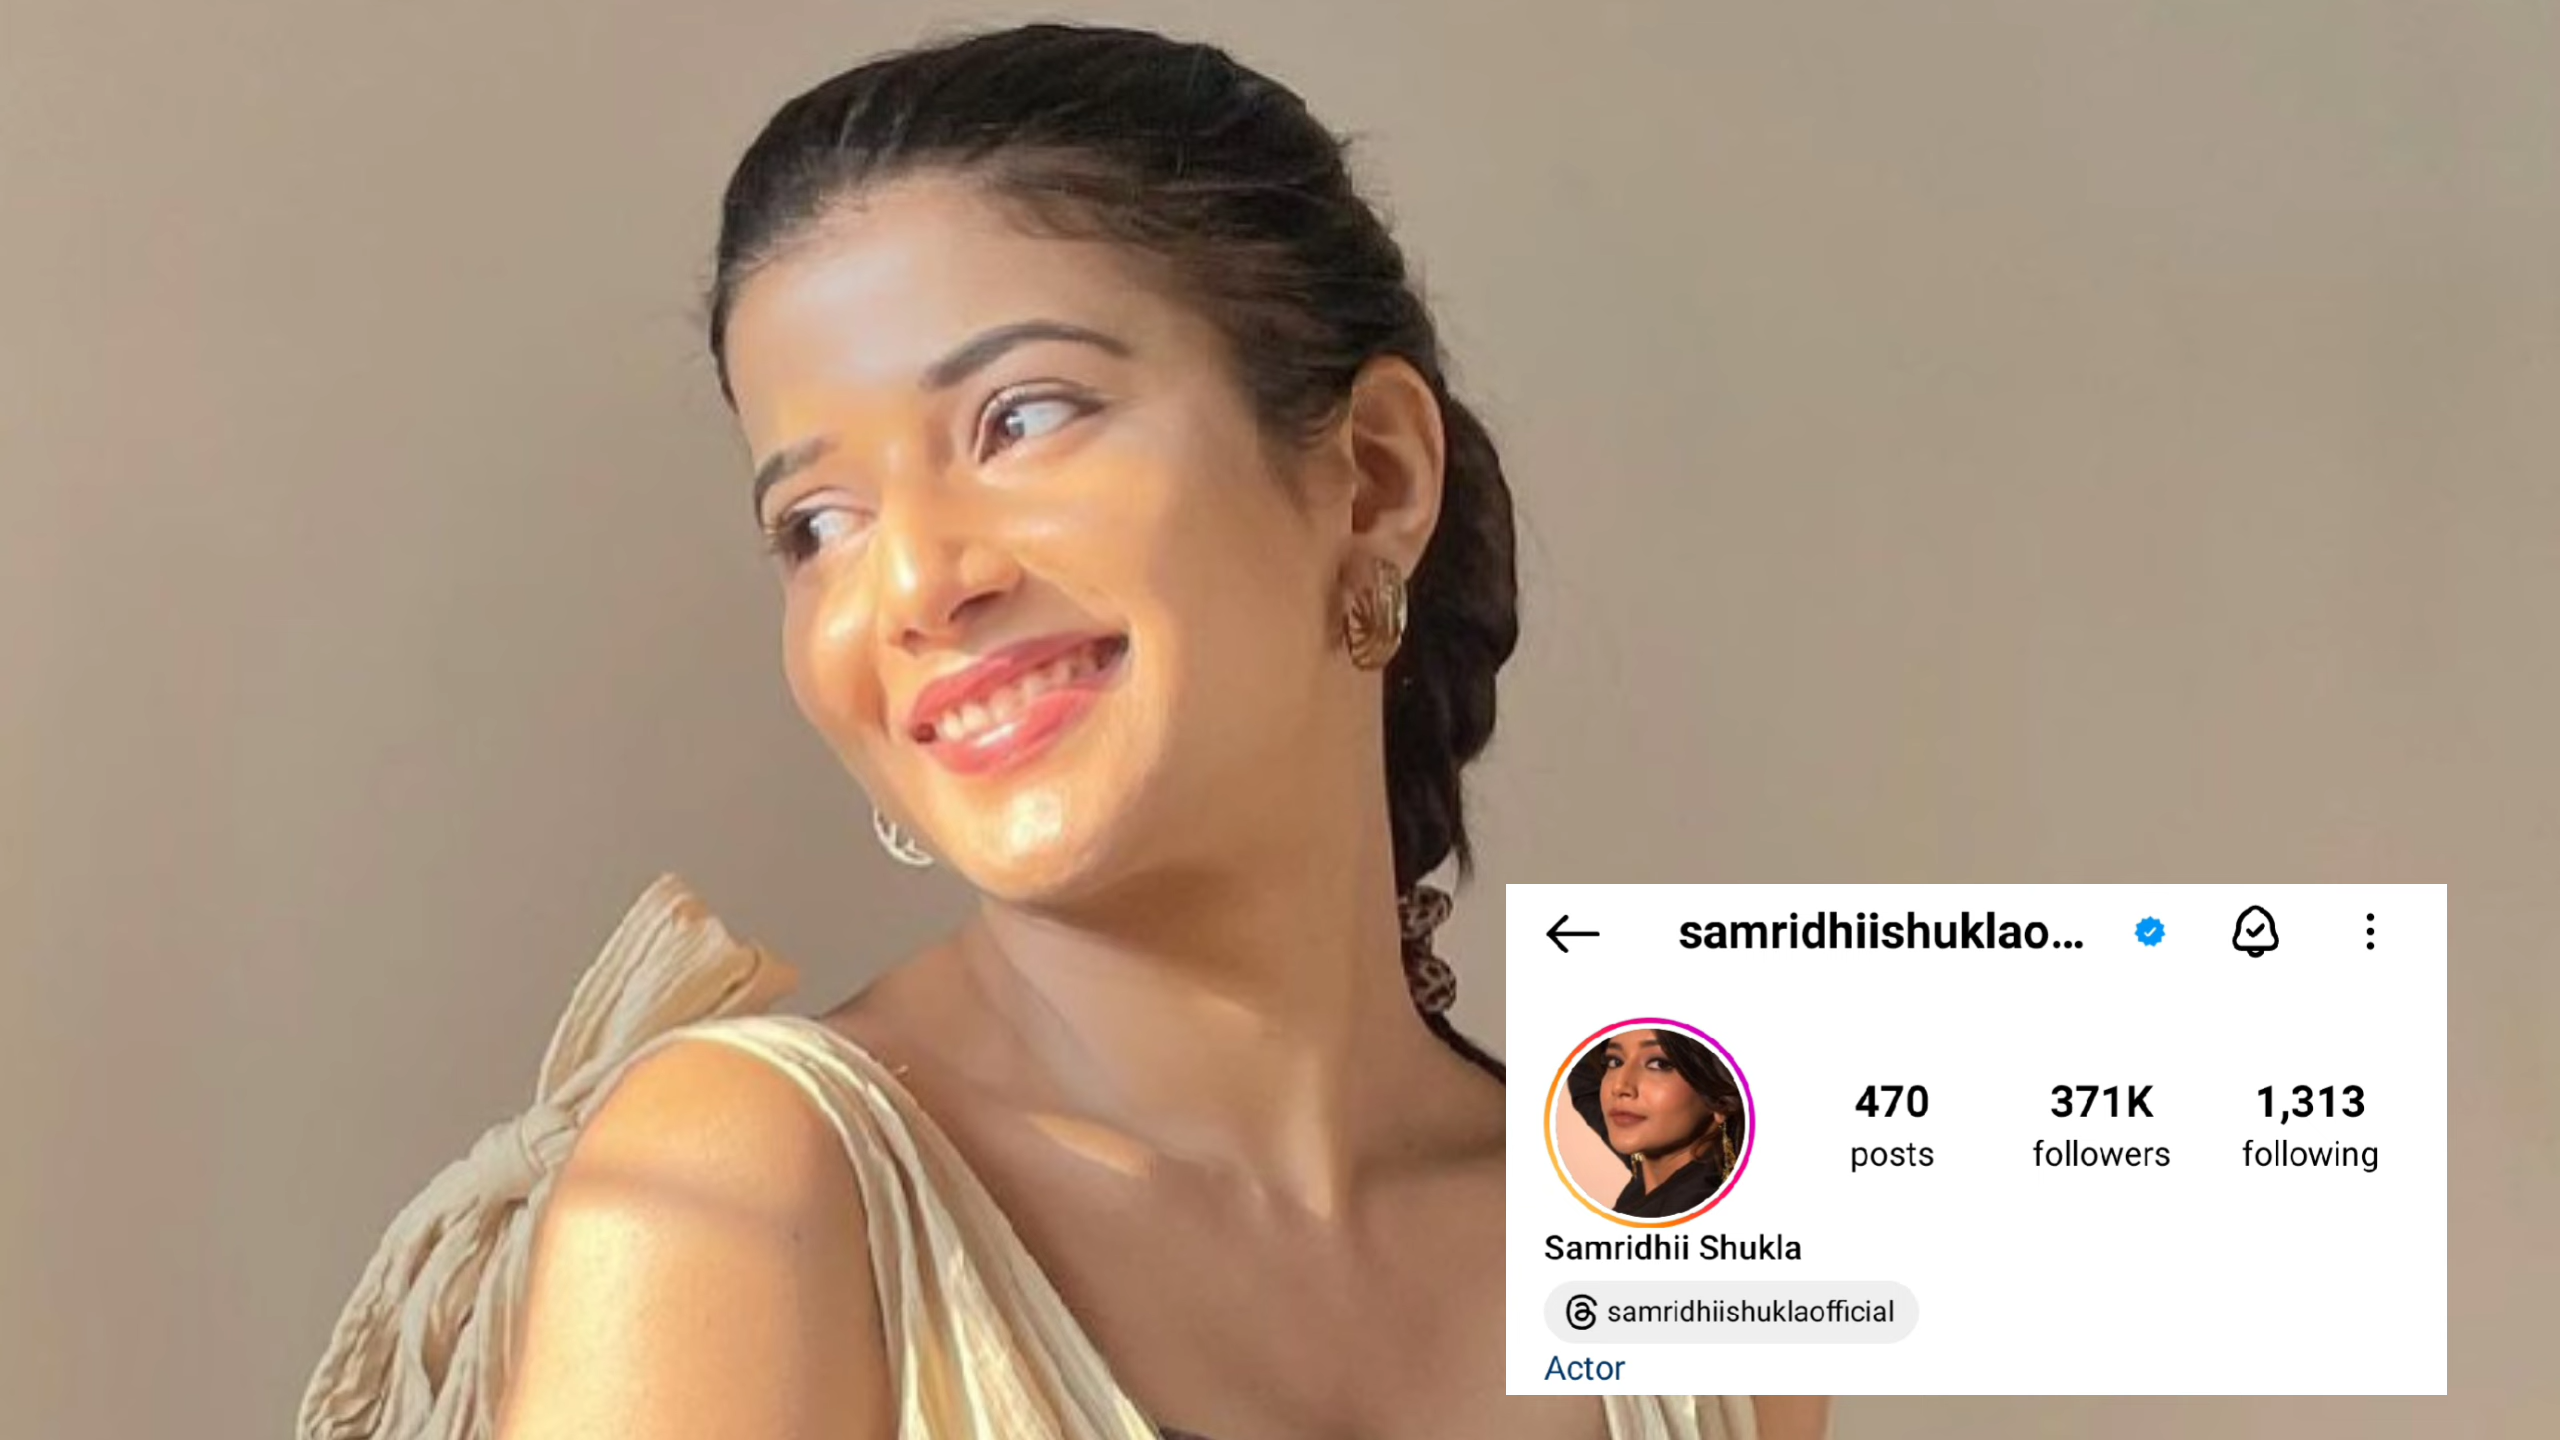 samridhiishuklao...
470 371K 1,313
posts followers following
Samridhii Shukla
samridhiishuklaofficial
Actor